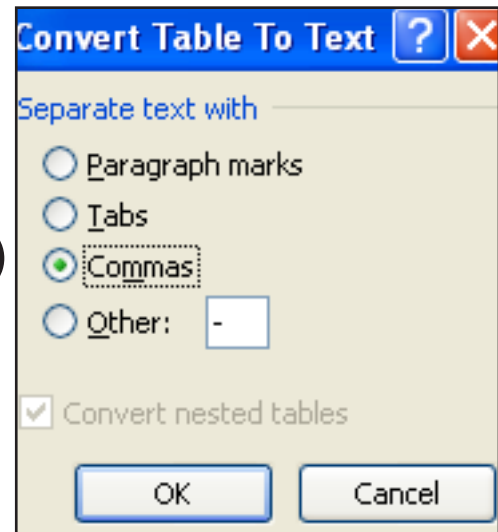 Convert Table To Text ?
Separate text with
Paragraph marks
Tabs
Commas
Other: -
Convert nested tables
OK Cancel